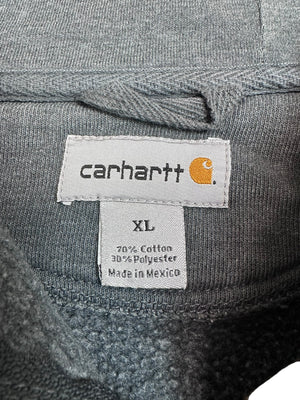 carhartt
XL
70% Cotton
30% Polyester
Made in Mexico